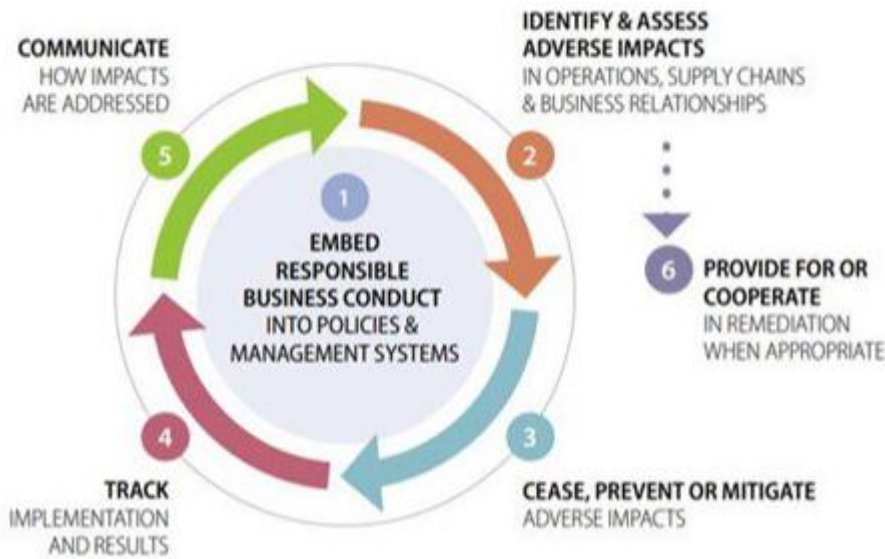 COMMUNICATE
HOW IMPACTS
ARE ADDRESSED
5
IDENTIFY & ASSESS
ADVERSE IMPACTS
IN OPERATIONS, SUPPLY CHAINS
& BUSINESS RELATIONSHIPS
2
1
EMBED
RESPONSIBLE
BUSINESS CONDUCT
INTO POLICIES &
MANAGEMENT SYSTEMS
6
PROVIDE FOR OR
COOPERATE
IN REMEDIATION
WHEN APPROPRIATE
4
TRACK
IMPLEMENTATION
AND RESULTS
3
CEASE, PREVENT OR MITIGATE
ADVERSE IMPACTS